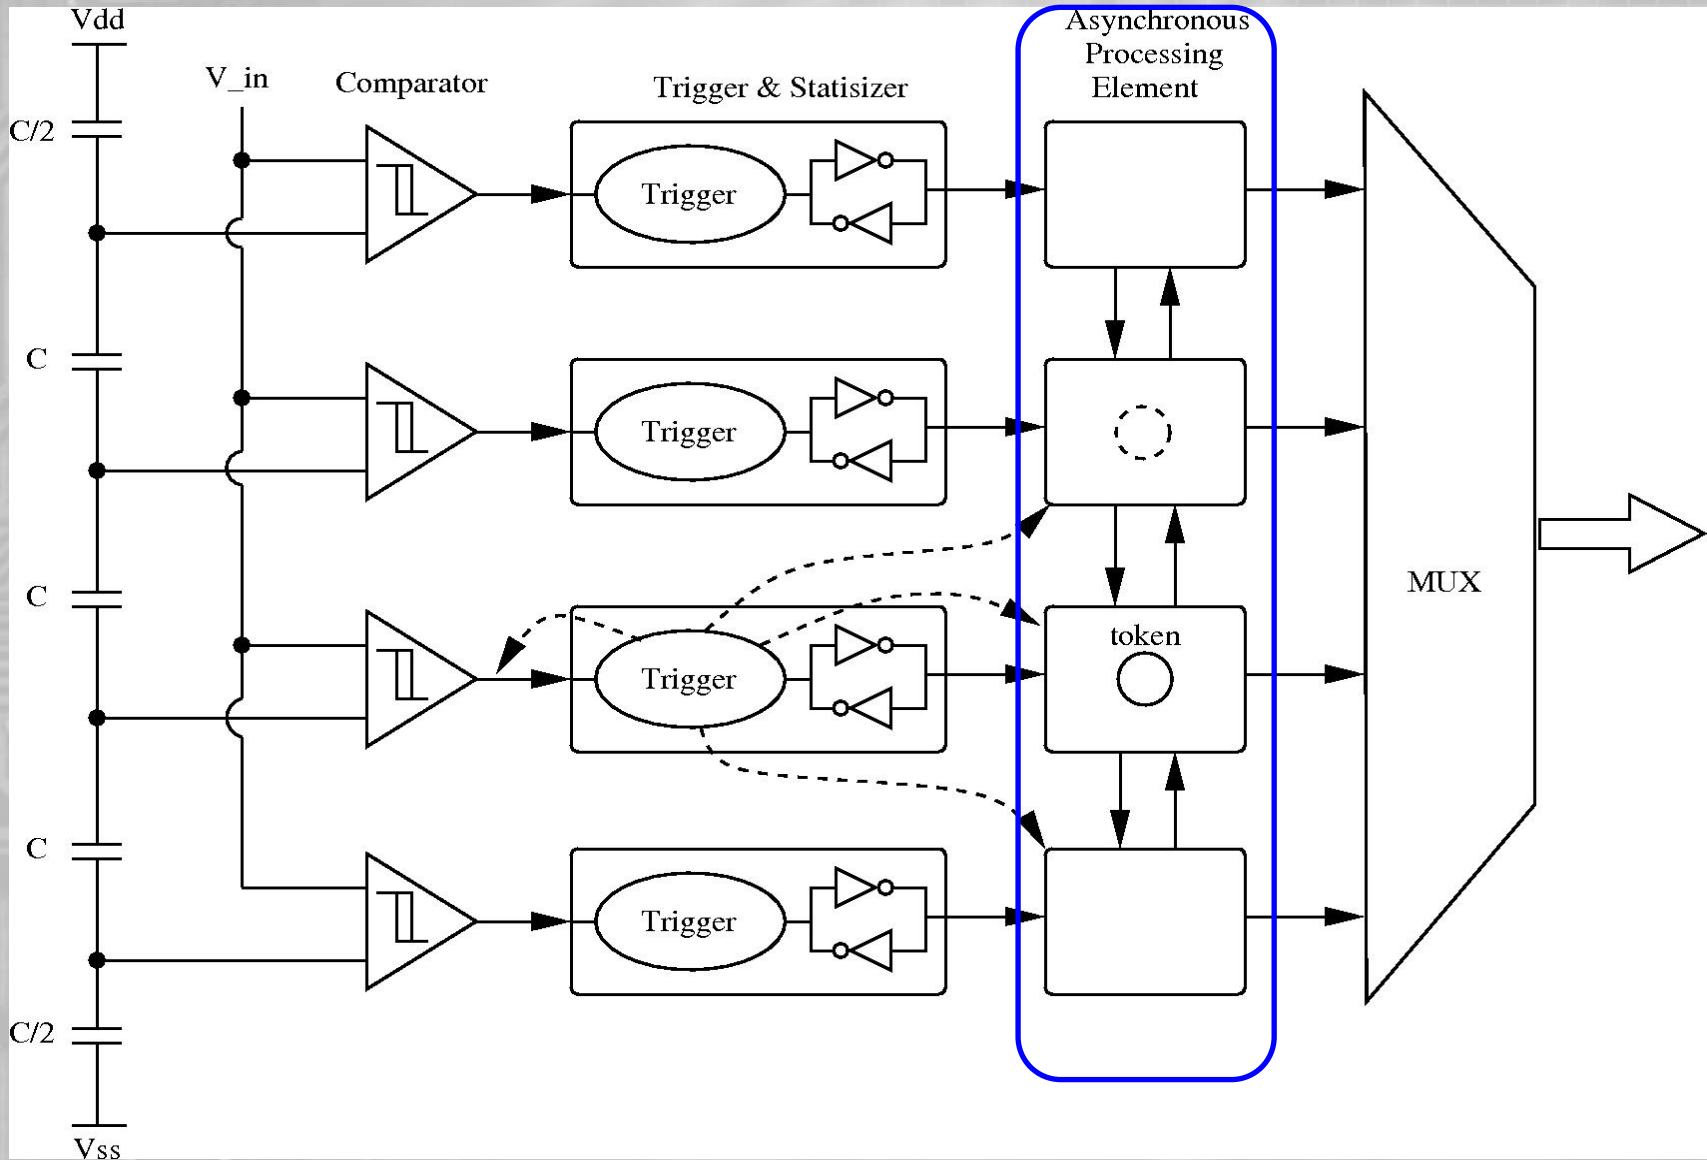 Vdd
Asynchronous
Processing
Element
V_in
Comparator
Trigger & Statisizer
C/2
Trigger
C
Trigger
C
MUX
token
Trigger
C
Trigger
C/2
Vss